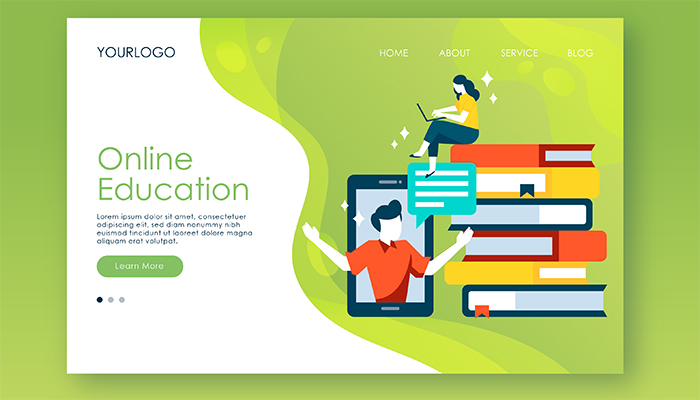 YOURLOGO
HOME ABOUT SERVICE BLOG
Online
Education
Lorem ipsum dolor sit amet, consectetuer
adipiscing elit, sed diam nonummy nibh
euismod tincidunt ut laoreet dolore magna
aliquam erat volutpat.
Learn More